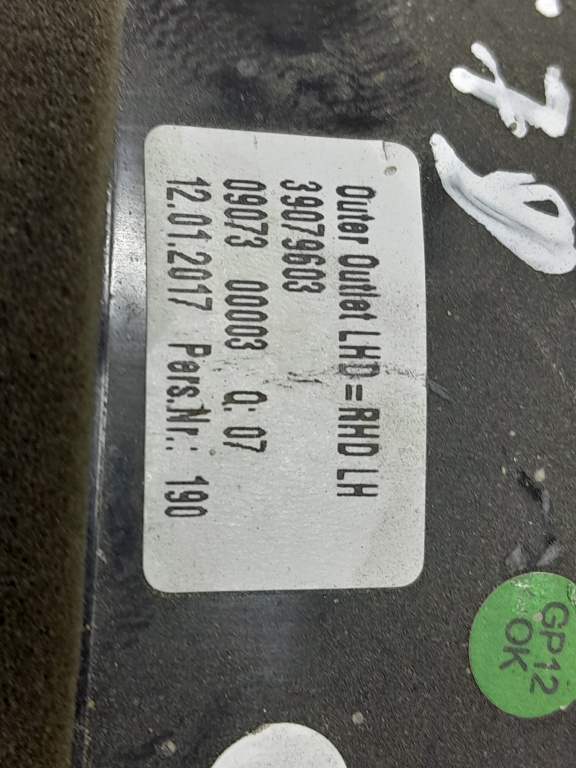 Outer Outlet LHD = RHD LH
39079603
09073 00003 Q: 07
12.01.2017 Pers.Nr.: 190
GP12
OK